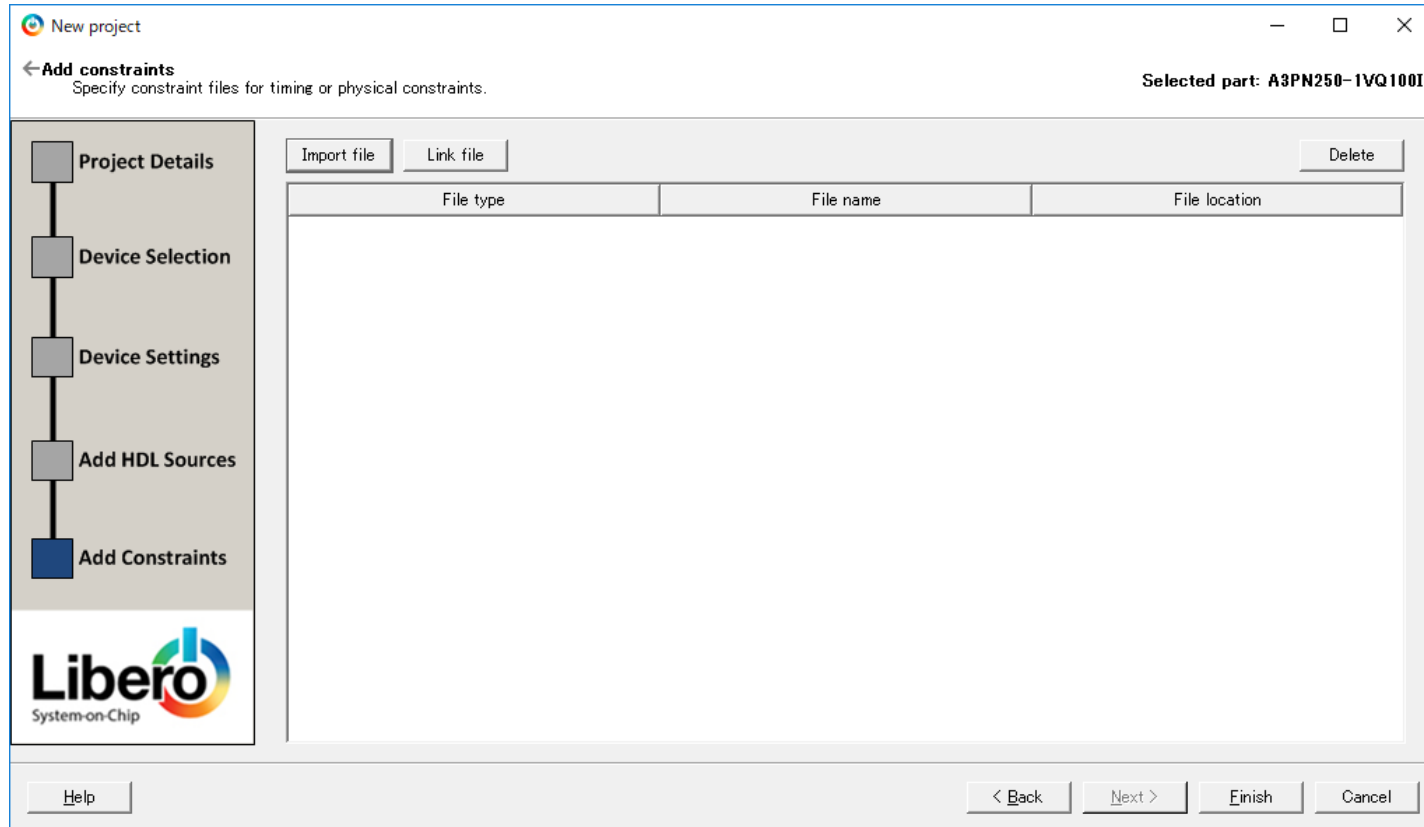 New project
Add constraints
Specify constraint files for timing or physical constraints.
Selected part: A3PN250-1VQ100I
Project Details
Device Selection
Device Settings
Add HDL Sources
Add Constraints
Libero
System-on-Chip
Import file
Link file
Delete
File type
File name
File location
Help
< Back
Next >
Finish
Cancel